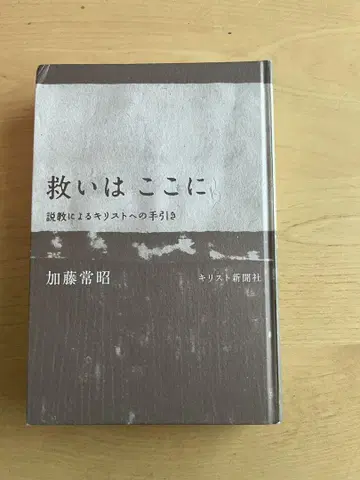 救いは ここに
説教によるキリストへの手引き
加藤常昭
キリスト新聞社